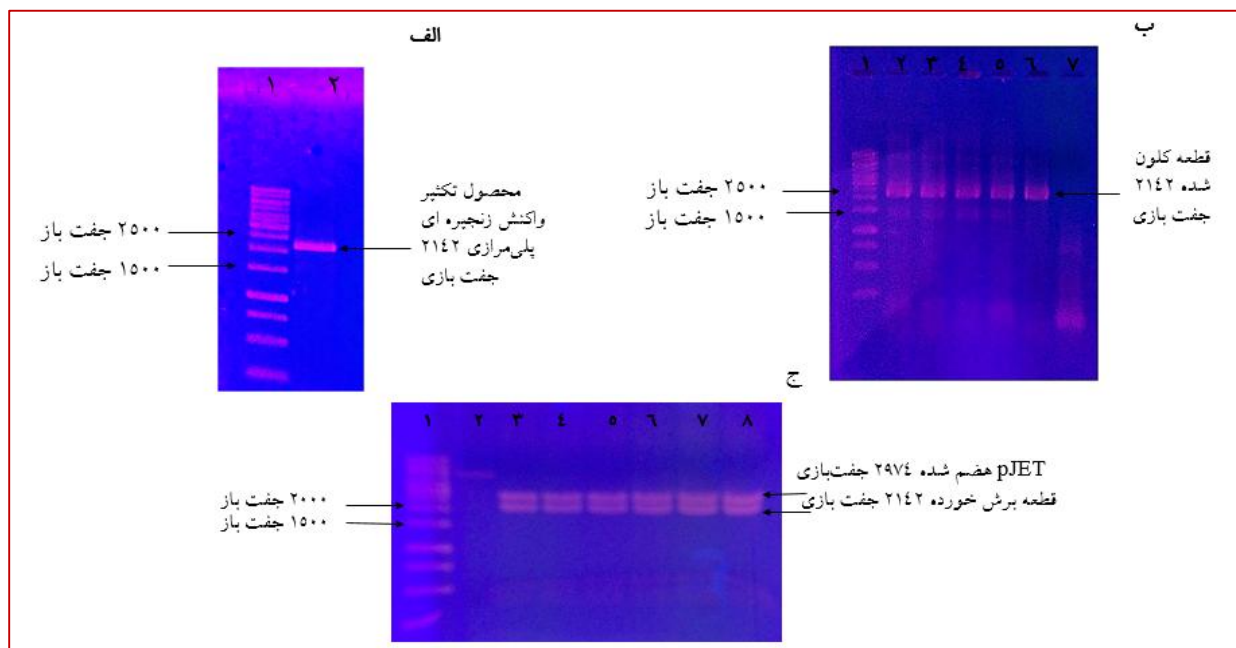 الف
۱ ۲
۲۵۰۰ جفت باز
۱۵۰۰ جفت باز
محصول تکثیر
واکنش زنجیره ای
پلی‌مرازی ۲۱٤۲
جفت بازی
ب
۱ ۲ ۳ ٤ ٥ ٦ ۷
۲۵۰۰ جفت باز
۱۵۰۰ جفت باز
قطعه کلون
شده ۲۱٤۲
جفت بازی
ج
۱ ۲ ۳ ٤ ٥ ٦ ۷ ۸
۲۰۰۰ جفت باز
۱۵۰۰ جفت باز
pJET هضم شده ۲۹۷٤ جفت‌بازی
قطعه برش خورده ۲۱٤۲ جفت بازی